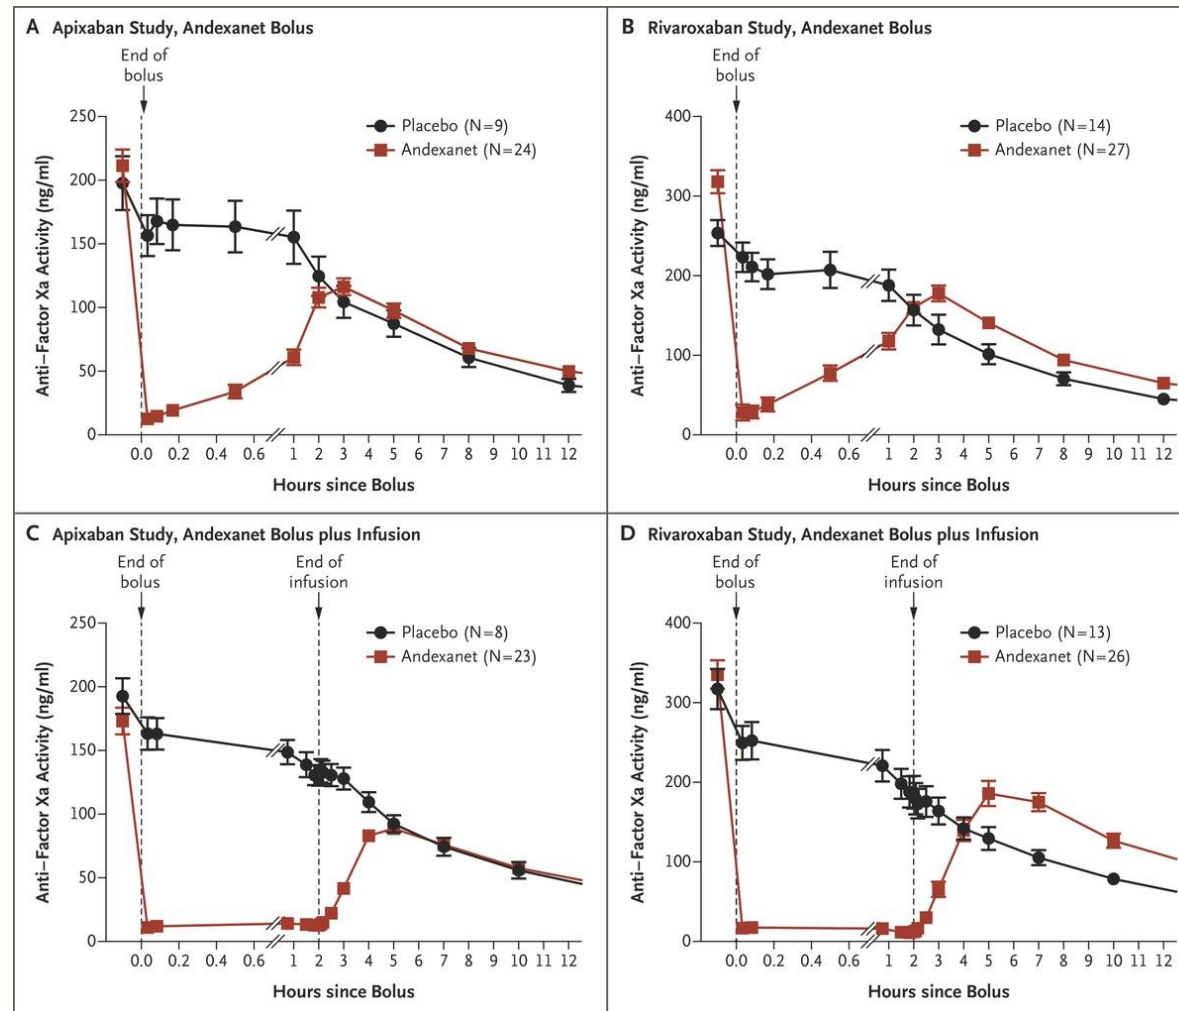 A Apixaban Study, Andexanet Bolus
End of
bolus
Placebo (N=9)
Andexanet (N=24)
Anti–Factor Xa Activity (ng/ml)
250
200
150
100
50
0
0.0 0.2 0.4 0.6 1 2 3 4 5 6 7 8 9 10 11 12
Hours since Bolus
B Rivaroxaban Study, Andexanet Bolus
End of
bolus
Placebo (N=14)
Andexanet (N=27)
Anti–Factor Xa Activity (ng/ml)
400
300
200
100
0
0.0 0.2 0.4 0.6 1 2 3 4 5 6 7 8 9 10 11 12
Hours since Bolus
C Apixaban Study, Andexanet Bolus plus Infusion
End of
bolus
End of
infusion
Placebo (N=8)
Andexanet (N=23)
Anti–Factor Xa Activity (ng/ml)
250
200
150
100
50
0
0.0 0.2 0.4 0.6 1 2 3 4 5 6 7 8 9 10 11 12
Hours since Bolus
D Rivaroxaban Study, Andexanet Bolus plus Infusion
End of
bolus
End of
infusion
Placebo (N=13)
Andexanet (N=26)
Anti–Factor Xa Activity (ng/ml)
400
300
200
100
0
0.0 0.2 0.4 0.6 1 2 3 4 5 6 7 8 9 10 11 12
Hours since Bolus